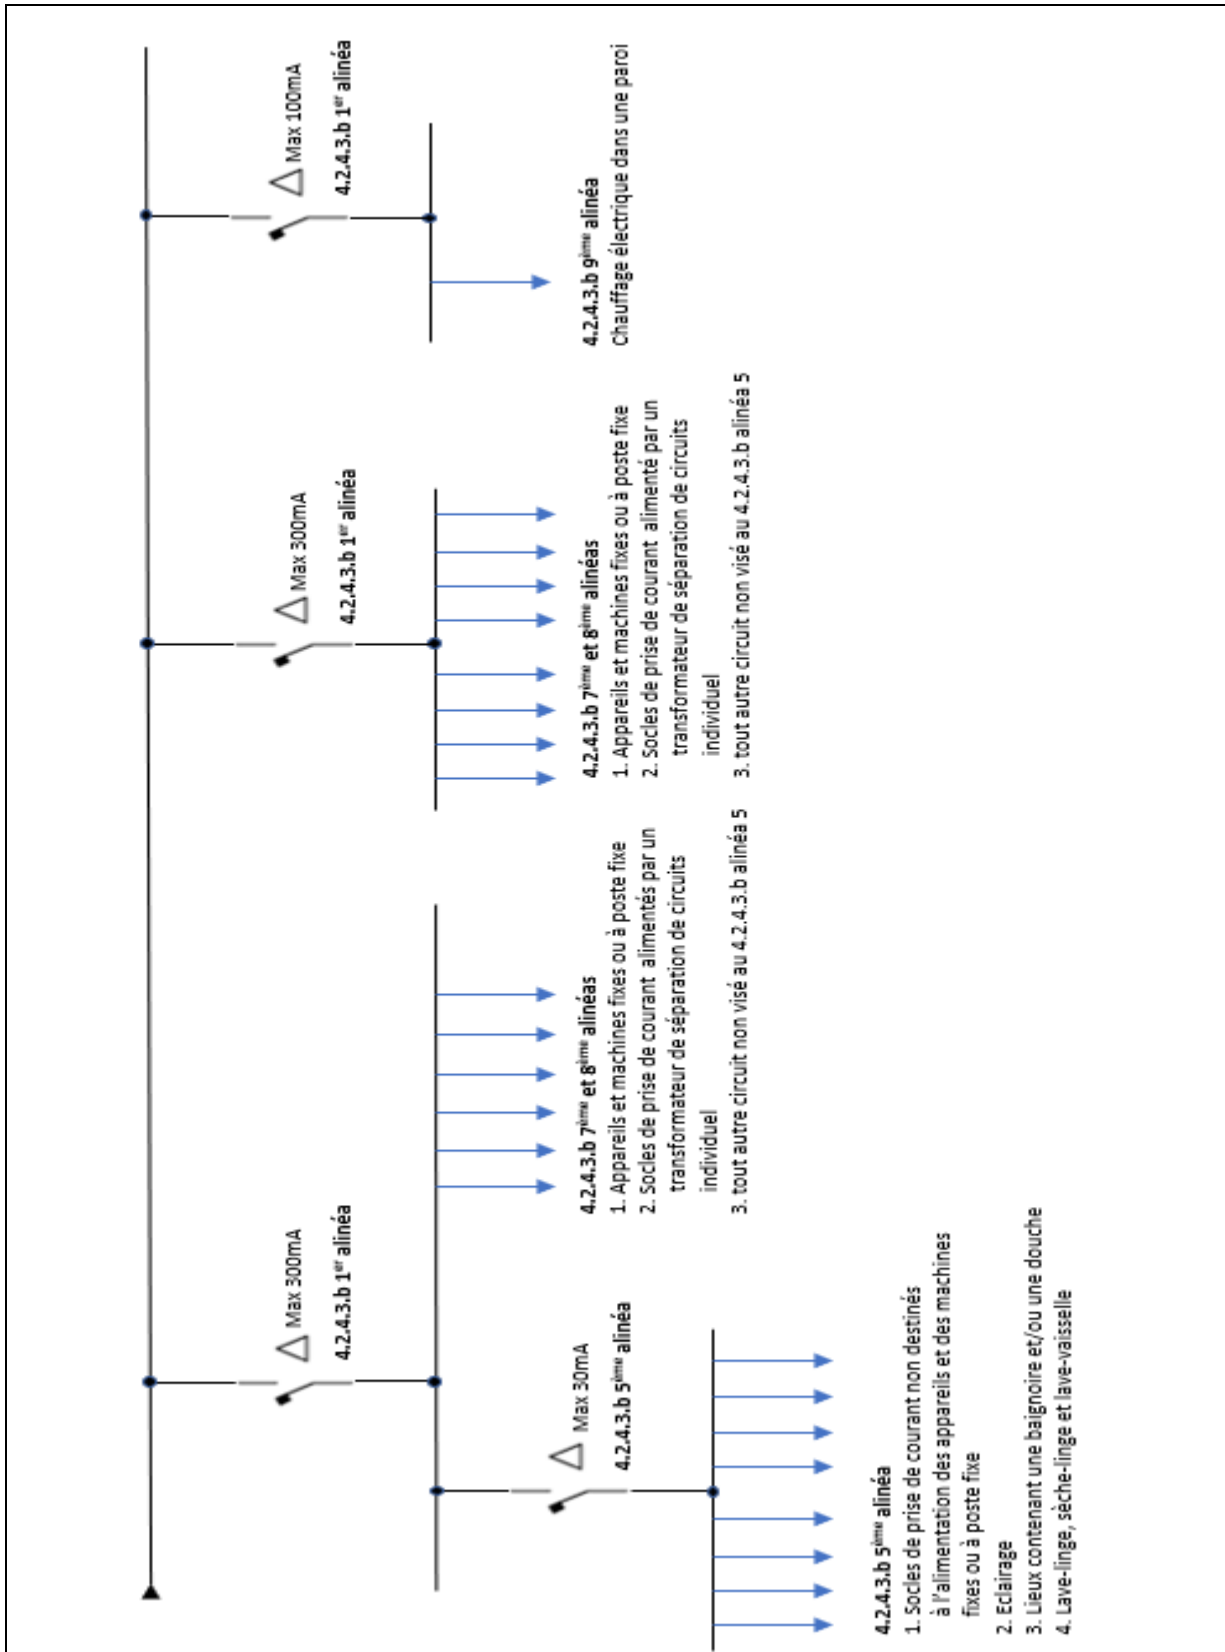 Max 300mA
4.2.4.3.b 1er alinéa
Max 30mA
4.2.4.3.b 5ième alinéa
4.2.4.3.b 5ième alinéa
1. Socles de prise de courant non destinés
à l'alimentation des appareils et des machines
fixes ou à poste fixe
2. Eclairage
3. Lieux contenant une baignoire et/ou une douche
4. Lave-linge, sèche-linge et lave-vaisselle
4.2.4.3.b 7ième et 8ième alinéas
1. Appareils et machines fixes ou à poste fixe
2. Socles de prise de courant alimentés par un
transformateur de séparation de circuits
individuel
3. tout autre circuit non visé au 4.2.4.3.b alinéa 5
Max 300mA
4.2.4.3.b 1er alinéa
4.2.4.3.b 7ième et 8ième alinéas
1. Appareils et machines fixes ou à poste fixe
2. Socles de prise de courant alimenté par un
transformateur de séparation de circuits
individuel
3. tout autre circuit non visé au 4.2.4.3.b alinéa 5
Max 100mA
4.2.4.3.b 1er alinéa
4.2.4.3.b 9ième alinéa
Chauffage électrique dans une paroi